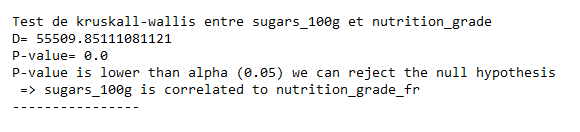 Test de kruskall-wallis entre sugars_100g et nutrition_grade
D= 55509.85111081121
P-value= 0.0
P-value is lower than alpha (0.05) we can reject the null hypothesis
=> sugars_100g is correlated to nutrition_grade_fr
----------------